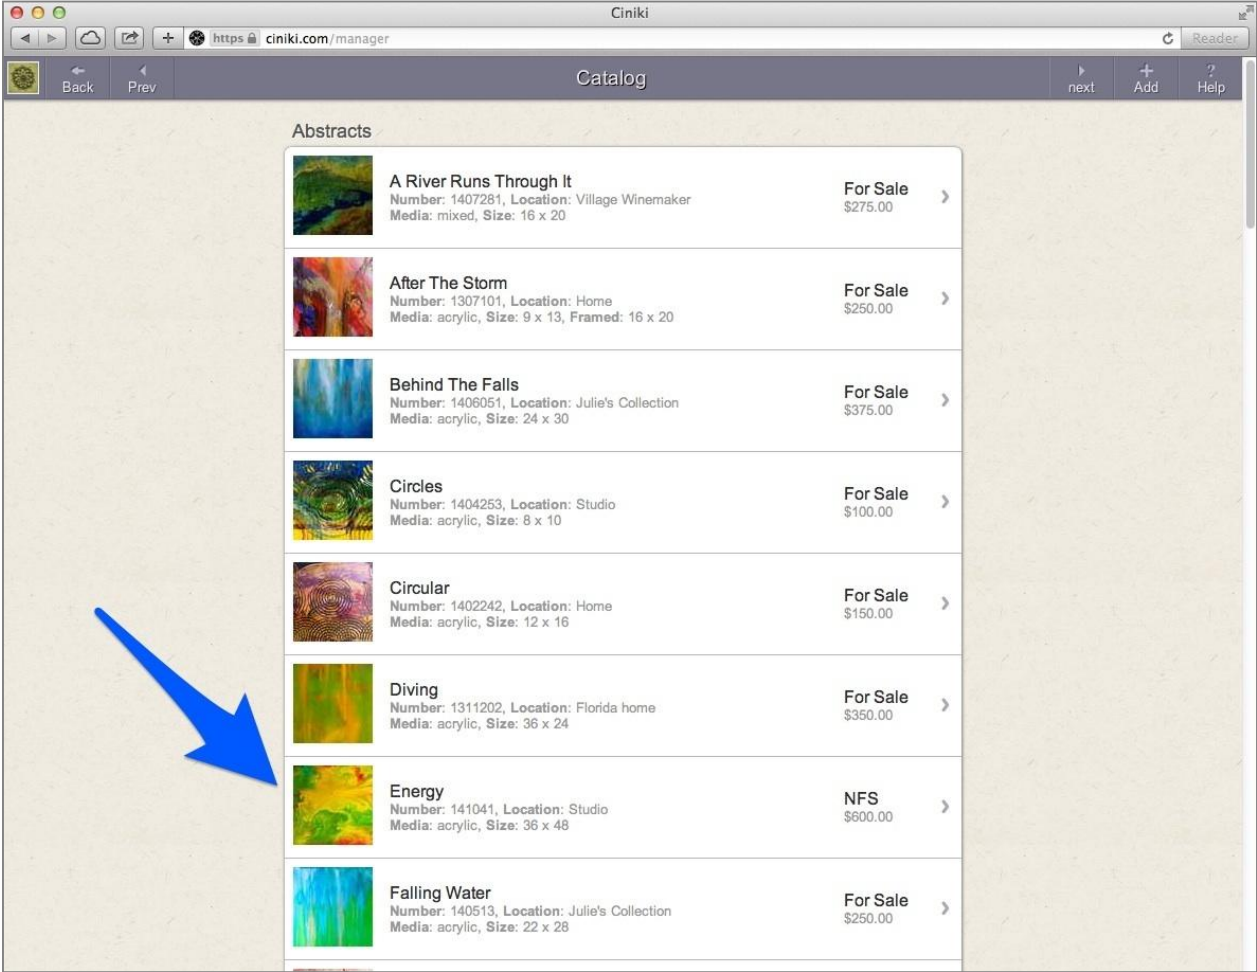 Ciniki
https ciniki.com/manager
Reader
Back
Prev
Catalog
next
Add
?
Help
Abstracts
A River Runs Through It
Number: 1407281, Location: Village Winemaker
Media: mixed, Size: 16 x 20
For Sale
$275.00
After The Storm
Number: 1307101, Location: Home
Media: acrylic, Size: 9 x 13, Framed: 16 x 20
For Sale
$250.00
Behind The Falls
Number: 1406051, Location: Julie's Collection
Media: acrylic, Size: 24 x 30
For Sale
$375.00
Circles
Number: 1404253, Location: Studio
Media: acrylic, Size: 8 x 10
For Sale
$100.00
Circular
Number: 1402242, Location: Home
Media: acrylic, Size: 12 x 16
For Sale
$150.00
Diving
Number: 1311202, Location: Florida home
Media: acrylic, Size: 36 x 24
For Sale
$350.00
Energy
Number: 141041, Location: Studio
Media: acrylic, Size: 36 x 48
NFS
$600.00
Falling Water
Number: 140513, Location: Julie's Collection
Media: acrylic, Size: 22 x 28
For Sale
$250.00